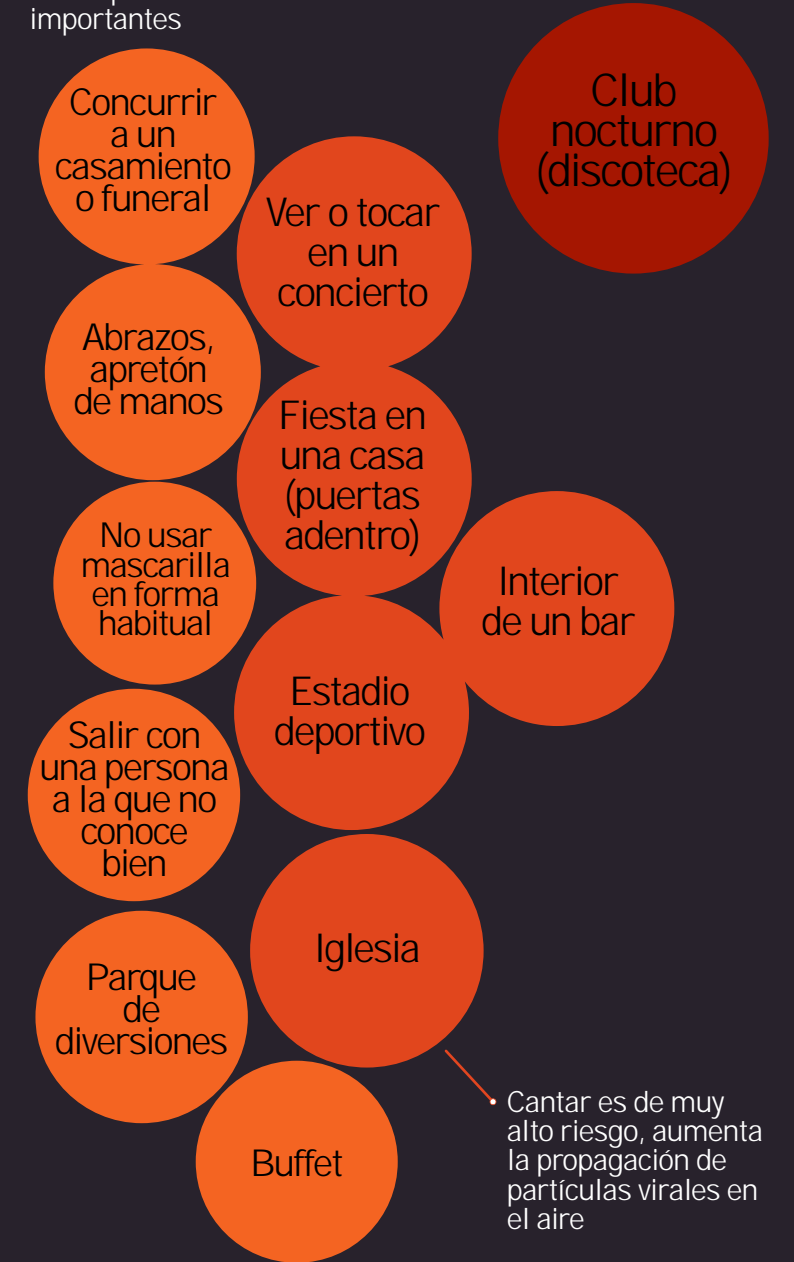 importantes
Concurrir
a un
casamiento
o funeral
Club
nocturno
(discoteca)
Ver o tocar
en un
concierto
Abrazos,
apretón
de manos
Fiesta en
una casa
(puertas
adentro)
No usar
mascarilla
en forma
habitual
Interior
de un bar
Estadio
deportivo
Salir con
una persona
a la que no
conoce
bien
Iglesia
Parque
de
diversiones
Cantar es de muy
alto riesgo, aumenta
la propagación de
partículas virales en
el aire
Buffet